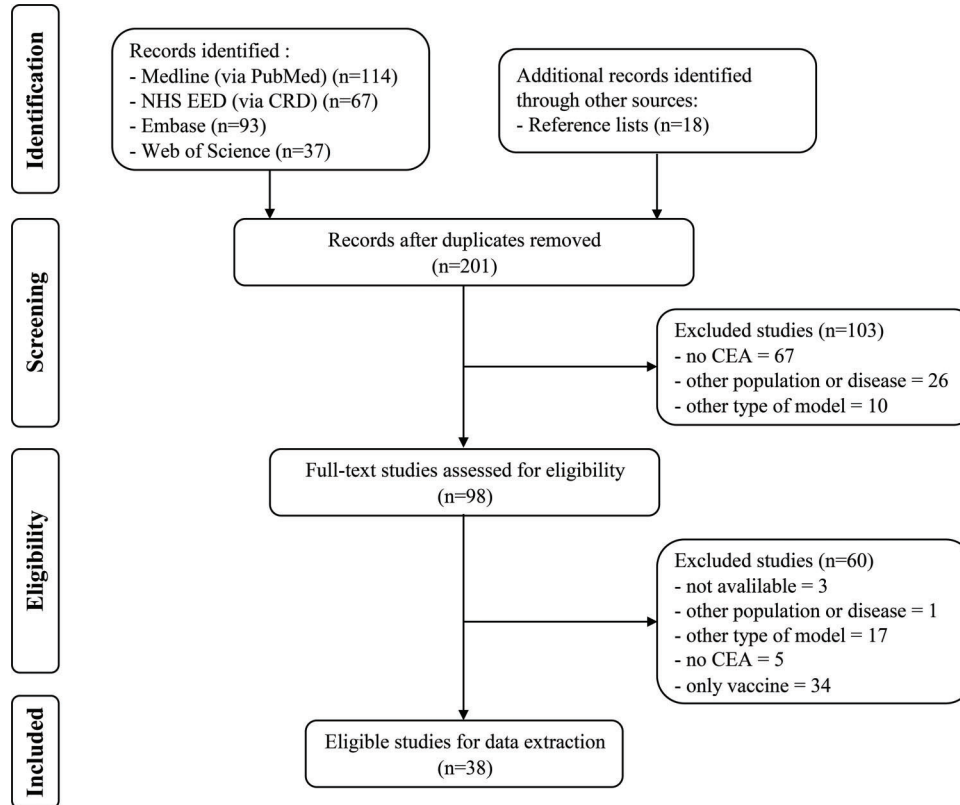 Identification
Records identified :
- Medline (via PubMed) (n=114)
- NHS EED (via CRD) (n=67)
- Embase (n=93)
- Web of Science (n=37)
Additional records identified
through other sources:
- Reference lists (n=18)
Screening
Records after duplicates removed
(n=201)
Excluded studies (n=103)
- no CEA = 67
- other population or disease = 26
- other type of model = 10
Eligibility
Full-text studies assessed for eligibility
(n=98)
Excluded studies (n=60)
- not avalilable = 3
- other population or disease = 1
- other type of model = 17
- no CEA = 5
- only vaccine = 34
Included
Eligible studies for data extraction
(n=38)